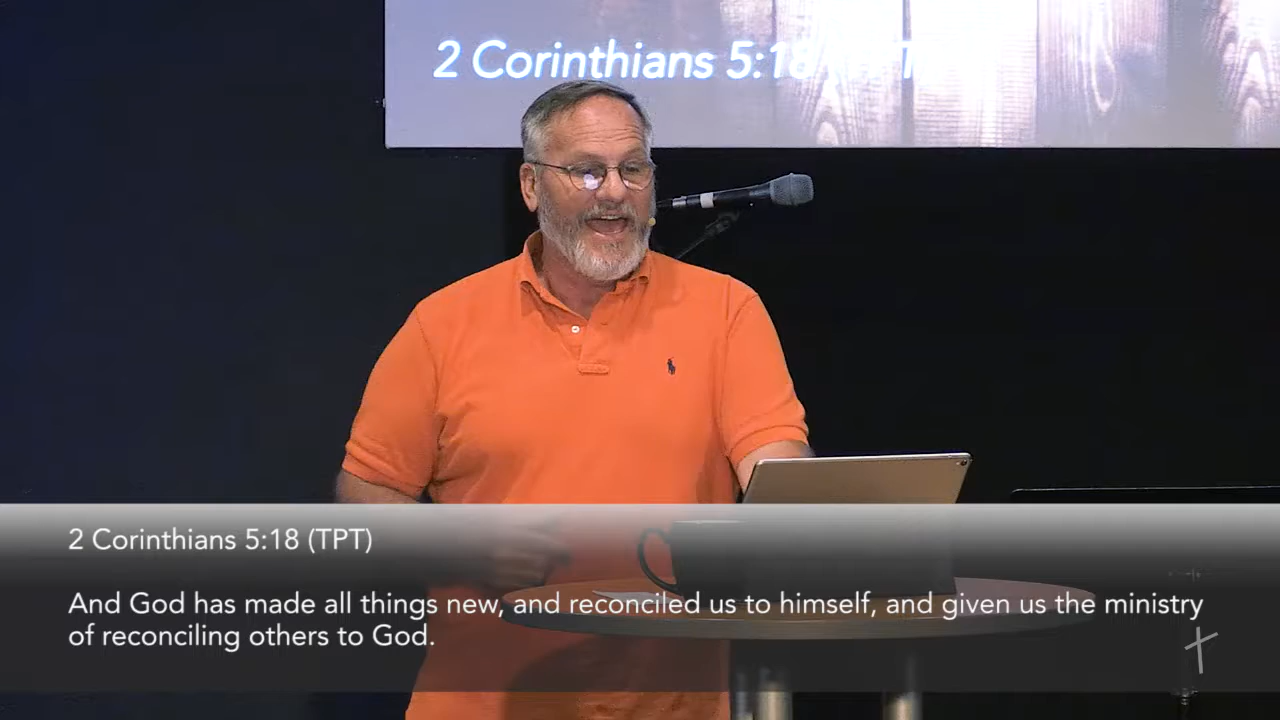 2 Corinthians 5:18
2 Corinthians 5:18 (TPT)
And God has made all things new, and reconciled us to himself, and given us the ministry
of reconciling others to God.